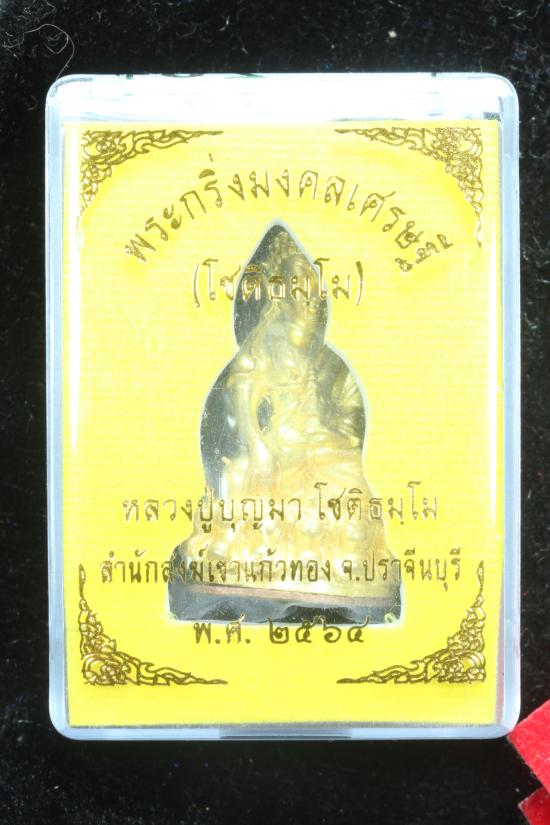 พระกริ่งมงคลเศรษฐี
(โชติธมฺโม)
หลวงปู่บุญมา โชติธมฺโม
สำนักสงฆ์เขาแก้วทอง จ.ปราจีนบุรี
พ.ศ. ๒๕๖๔